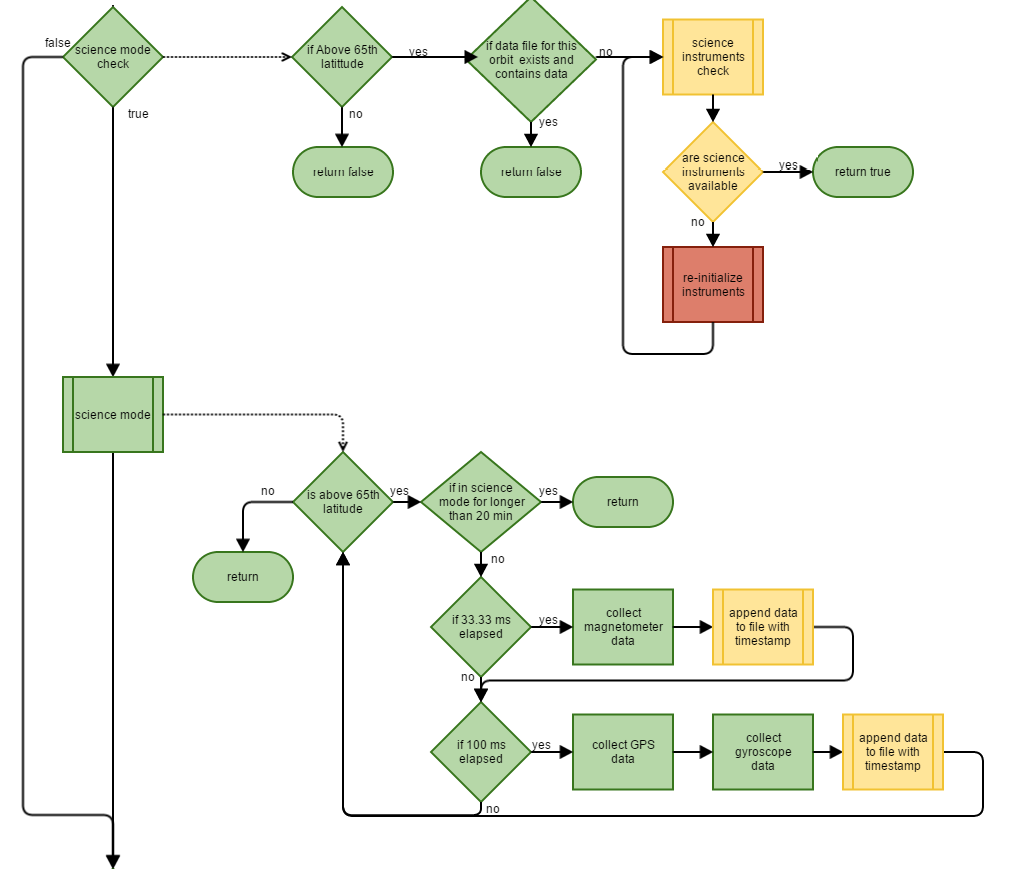 false
science mode
check
true
if Above 65th
latittude
yes
no
return false
if data file for this
orbit exists and
contains data
no
yes
return false
science
instruments
check
are science
instruments
available
yes
return true
no
re-initialize
instruments
science mode
is above 65th
latitude
no
return
yes
if in science
mode for longer
than 20 min
yes
return
no
if 33.33 ms
elapsed
yes
collect
magnetometer
data
append data
to file with
timestamp
no
if 100 ms
elapsed
yes
collect GPS
data
collect
gyroscope
data
append data
to file with
timestamp
no